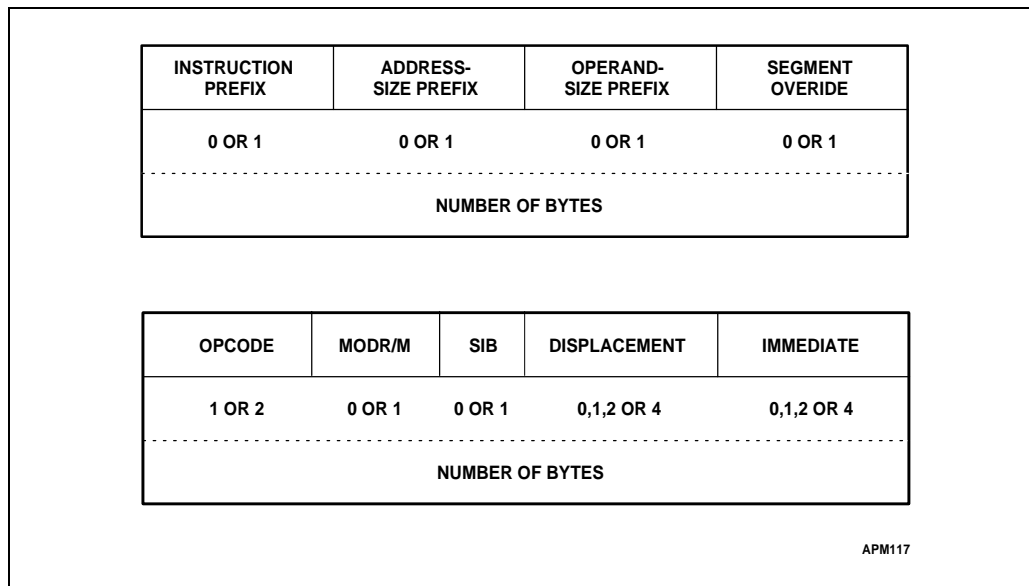 INSTRUCTION PREFIX
ADDRESS-SIZE PREFIX
OPERAND-SIZE PREFIX
SEGMENT OVERIDE
0 OR 1
0 OR 1
0 OR 1
0 OR 1
NUMBER OF BYTES
OPCODE
MODR/M
SIB
DISPLACEMENT
IMMEDIATE
1 OR 2
0 OR 1
0 OR 1
0,1,2 OR 4
0,1,2 OR 4
NUMBER OF BYTES
APM117